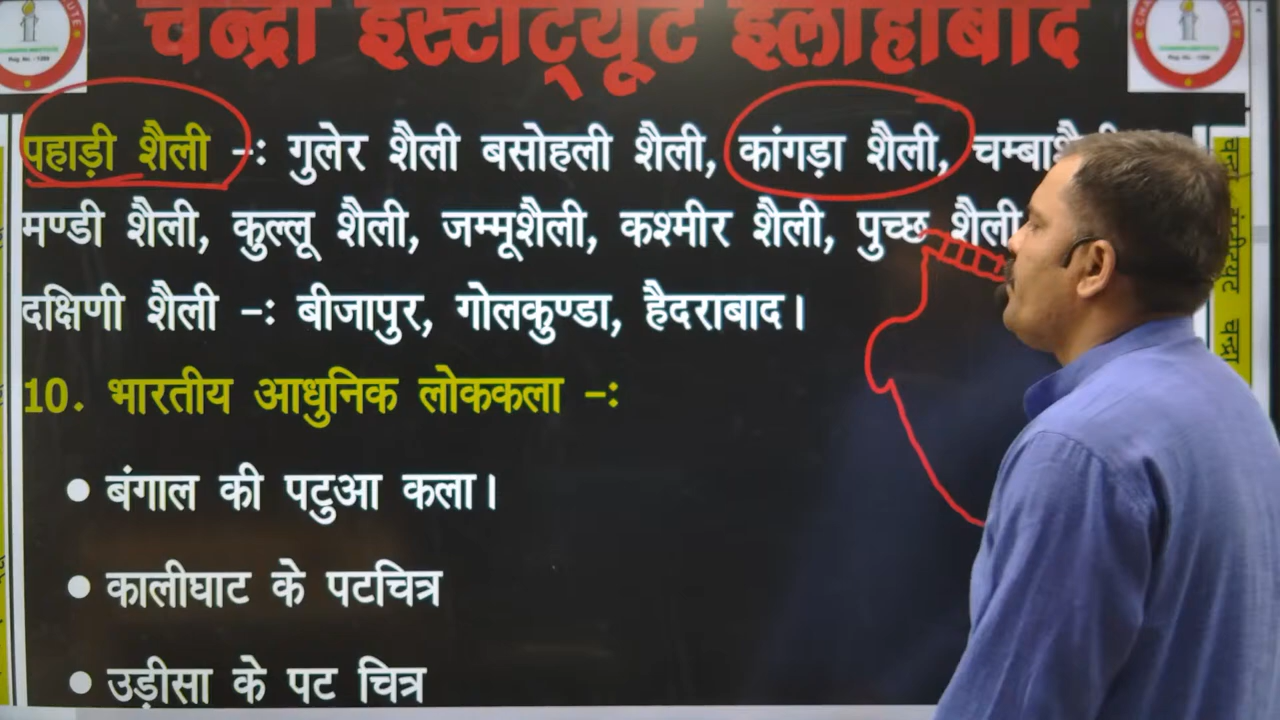 चन्द्रा इंस्टीट्यूट इलाहाबाद
पहाड़ी शैली -: गुलेर शैली बसोहली शैली, कांगड़ा शैली, चम्बाशैली
मण्डी शैली, कुल्लू शैली, जम्मूशैली, कश्मीर शैली, पुच्छ शैली
दक्षिणी शैली -: बीजापुर, गोलकुण्डा, हैदराबाद।
10. भारतीय आधुनिक लोककला -:
● बंगाल की पटुआ कला।
● कालीघाट के पटचित्र
● उड़ीसा के पट चित्र